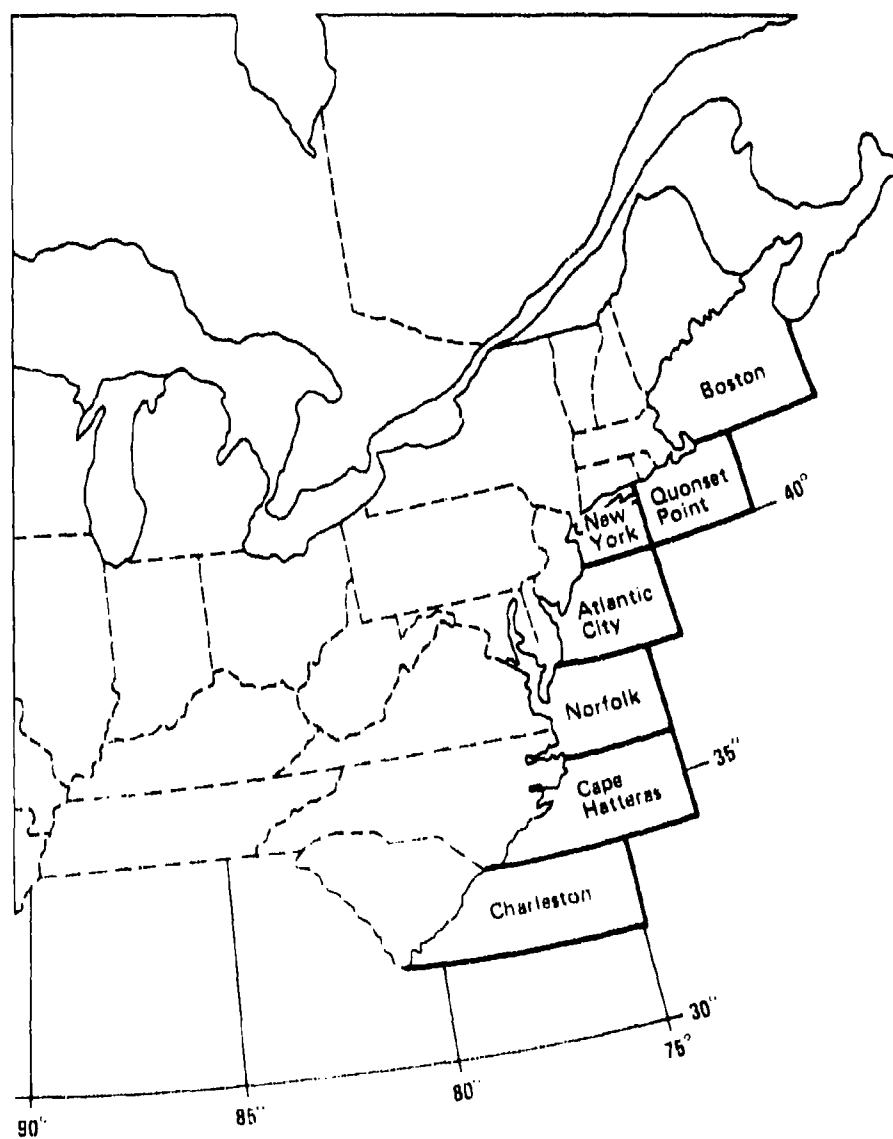 Boston
Quonset
Point
40°
New
York
Atlantic
City
Norfolk
35°
Cape
Hatteras
Charleston
30°
75°
80°
85°
90°